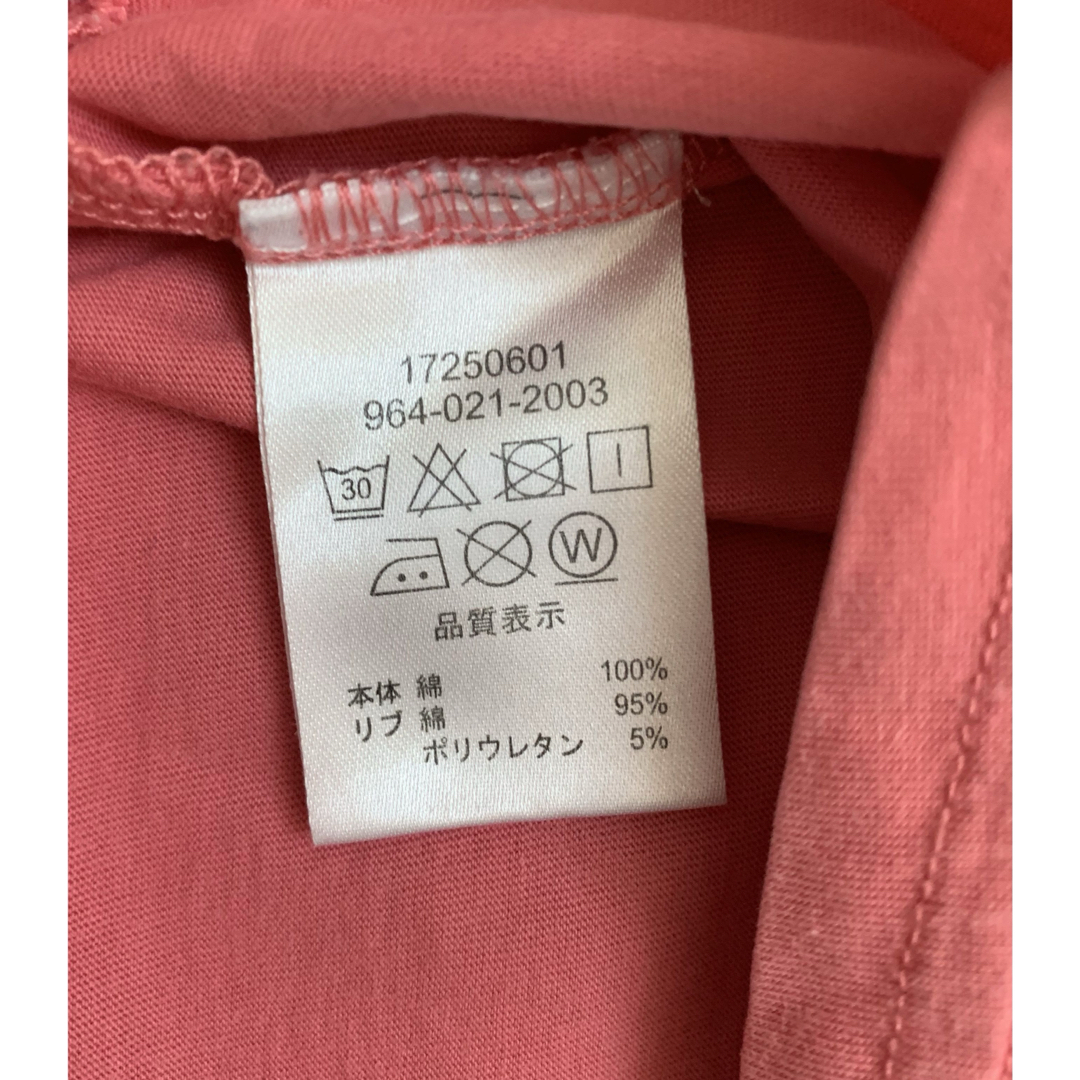 17250601
964-021-2003
30
W
品質表示
本体 綿 100%
リブ 綿 95%
ポリウレタン 5%